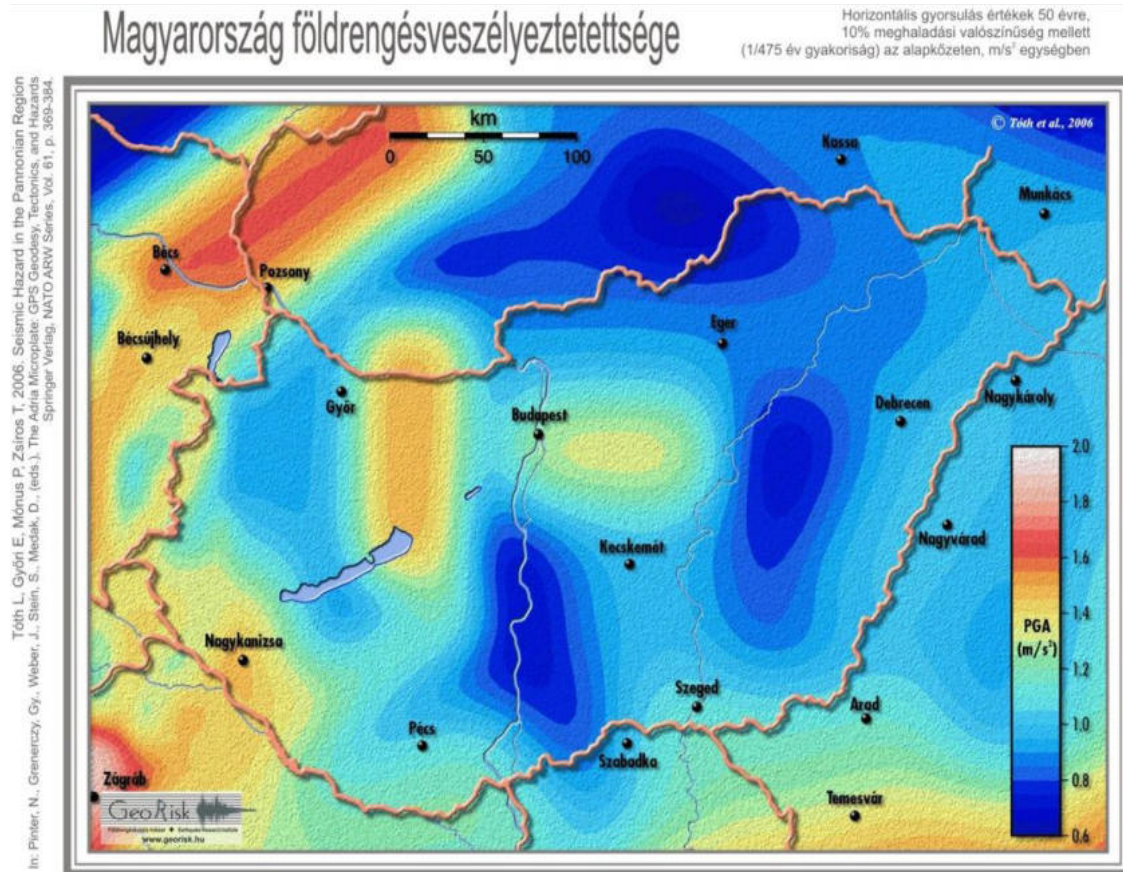 Magyarország földrengésveszélyeztetettsége
Horizontális gyorsulás értékek 50 évre,
10% meghaladási valószínűség mellett
(1/475 év gyakoriság) az alapkőzeten, m/s² egységben
Tóth L, Győri E, Mónus P, Zsíros T, 2006. Seismic Hazard in the Pannonian Region
In: Pinter, N., Grenerczy, Gy., Weber, J., Stein, S., Medak, D., (eds.), The Adria Microplate: GPS Geodesy, Tectonics, and Hazards
Springer Verlag, NATO ARW Series, Vol. 61, p. 369-384.
km
0 50 100
© Tóth et al., 2006
Kassa
Munkács
Bécs
Pozsony
Bécsújhely
Eger
Győr
Nagykároly
Debrecen
Budapest
Nagyvárad
Kecskemét
Nagykanizsa
Szeged
Arad
Pécs
Szabadka
Zágráb
Temesvár
2.0
1.8
1.6
1.4
PGA
(m/s²)
1.2
1.0
0.8
0.6
GeoRisk
www.georisk.hu